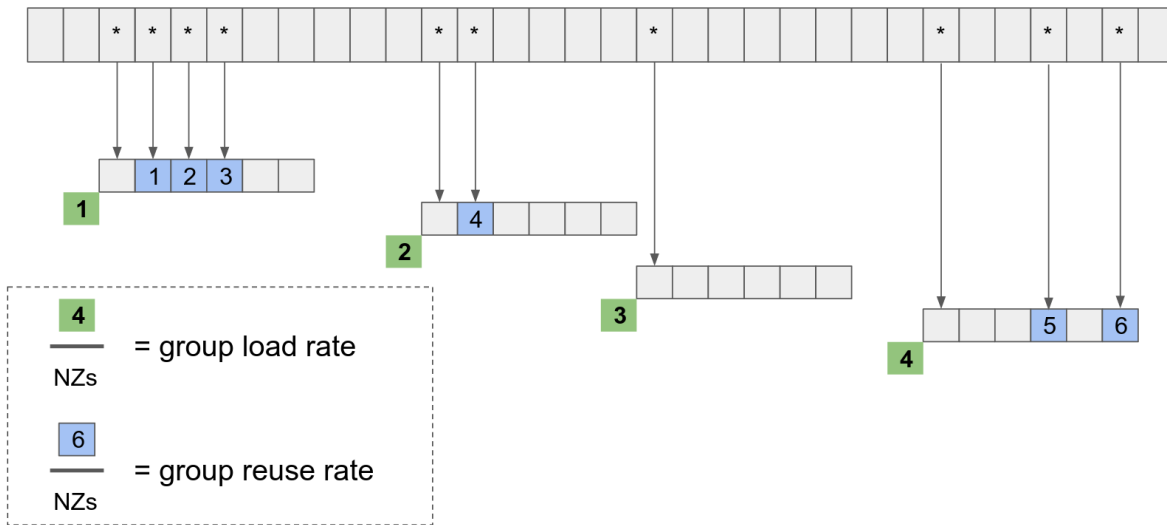 * * * * * * * * * *
1 2 3
1
4
2
3
5 6
4
4
= group load rate
NZs
6
= group reuse rate
NZs